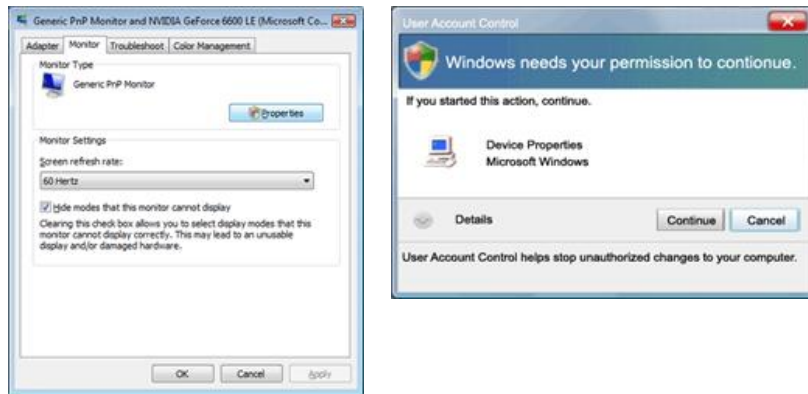 Generic PnP Monitor and NVIDIA GeForce 6600 LE (Microsoft Co...
Adapter Monitor Troubleshoot Color Management
Monitor Type
Generic PnP Monitor
Properties
Monitor Settings
Screen refresh rate:
60 Hertz
Hide modes that this monitor cannot display
Clearing this check box allows you to select display modes that this
monitor cannot display correctly. This may lead to an unusable
display and/or damaged hardware.
OK Cancel Apply
User Account Control
Windows needs your permission to contionue.
If you started this action, continue.
Device Properties
Microsoft Windows
Details Continue Cancel
User Account Control helps stop unauthorized changes to your computer.